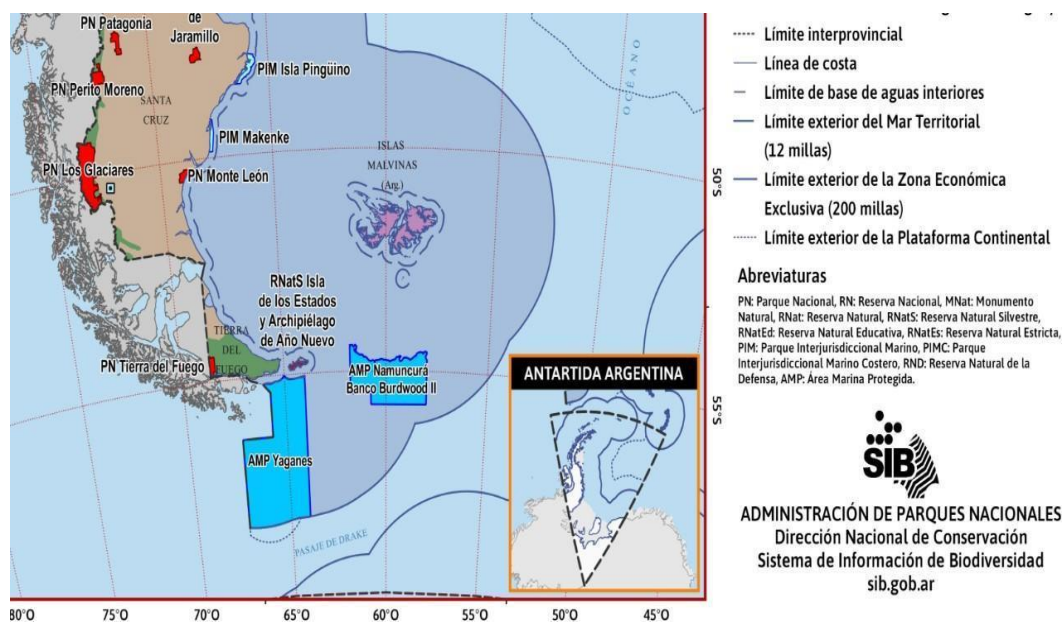 PN Patagonia
de
Jaramillo
PIM Isla Pingüino
PN Perito Moreno
SANTA
CRUZ
PIM Makenke
PN Los Glaciares
PN Monte León
ISLAS
MALVINAS
(Arg.)
OCÉANO
50°S
RNatS Isla
de los Estados
y Archipiélago
de Año Nuevo
TIERRA
DEL
FUEGO
PN Tierra del Fuego
AMP Namuncurá
Banco Burdwood II
AMP Yaganes
PASAJE DE DRAKE
55°S
ANTARTIDA ARGENTINA
80°O
75°O
70°O
65°O
60°O
55°O
50°O
45°O
Límite interprovincial
Línea de costa
Límite de base de aguas interiores
Límite exterior del Mar Territorial
(12 millas)
Límite exterior de la Zona Económica
Exclusiva (200 millas)
Límite exterior de la Plataforma Continental
Abreviaturas
PN: Parque Nacional, RN: Reserva Nacional, MNat: Monumento
Natural, RNat: Reserva Natural, RNatS: Reserva Natural Silvestre,
RNatEd: Reserva Natural Educativa, RNatEs: Reserva Natural Estricta,
PIM: Parque Interjurisdiccional Marino, PIMC: Parque
Interjurisdiccional Marino Costero, RND: Reserva Natural de la
Defensa, AMP: Área Marina Protegida.
SIB
ADMINISTRACIÓN DE PARQUES NACIONALES
Dirección Nacional de Conservación
Sistema de Información de Biodiversidad
sib.gob.ar